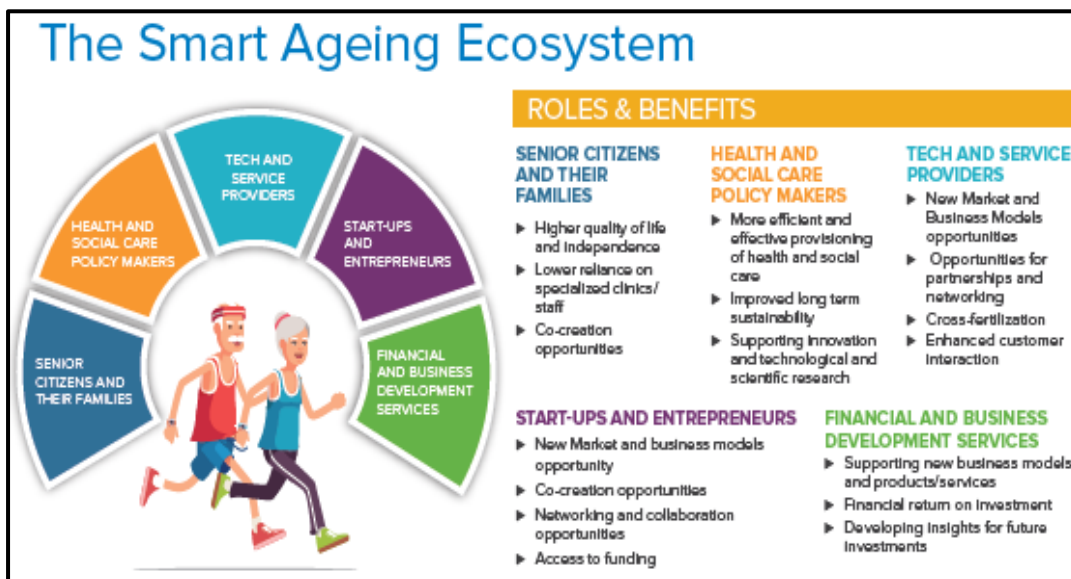 The Smart Ageing Ecosystem
TECH AND
SERVICE
PROVIDERS
HEALTH AND
SOCIAL CARE
POLICY MAKERS
START-UPS
AND
ENTREPRENEURS
SENIOR
CITIZENS AND
THEIR FAMILIES
FINANCIAL
AND BUSINESS
DEVELOPMENT
SERVICES
ROLES & BENEFITS
SENIOR CITIZENS
AND THEIR
FAMILIES
Higher quality of life
and independence
Lower reliance on
specialized clinics/
staff
Co-creation
opportunities
HEALTH AND
SOCIAL CARE
POLICY MAKERS
More efficient and
effective provisioning
of health and social
care
Improved long term
sustainability
Supporting innovation
and technological and
scientific research
TECH AND SERVICE
PROVIDERS
New Market and
Business Models
opportunities
Opportunities for
partnerships and
networking
Cross-fertilization
Enhanced customer
interaction
START-UPS AND ENTREPRENEURS
New Market and business models
opportunity
Co-creation opportunities
Networking and collaboration
opportunities
Access to funding
FINANCIAL AND BUSINESS
DEVELOPMENT SERVICES
Supporting new business models
and products/services
Financial return on investment
Developing insights for future
investments